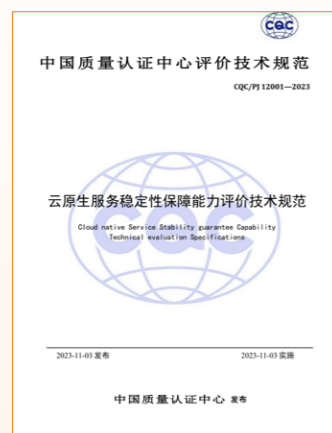 CQC
中国质量认证中心评价技术规范
CQC/PJ 12001—2023
CQC
云原生服务稳定性保障能力评价技术规范
Cloud native Service Stability guarantee Capability
Technical evaluation Specifications
2023-11-03 发布 2023-11-03 实施
中国质量认证中心 发布